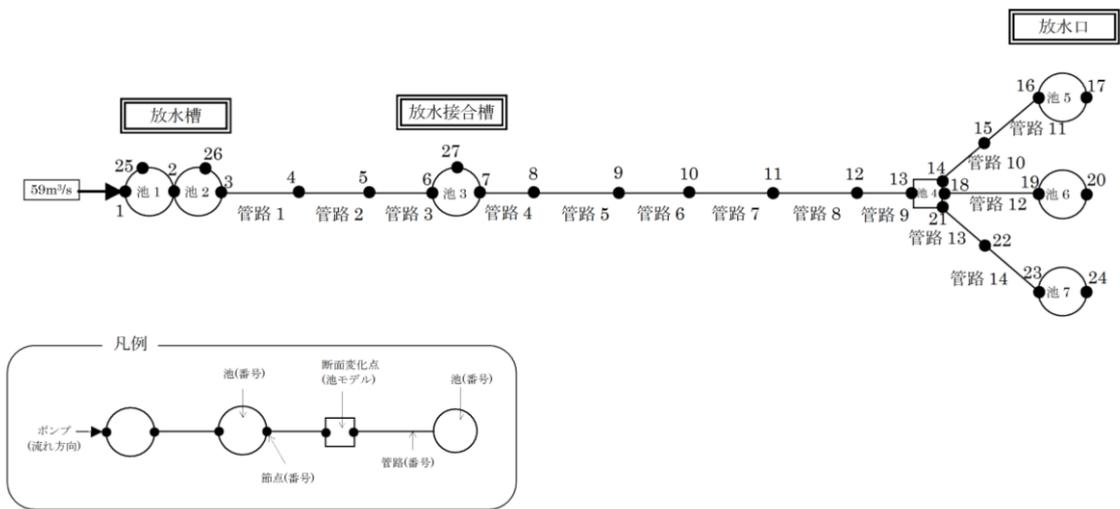 放水口
放水槽
放水接合槽
16
池 5
17
15
管路 11
管路 10
25
26
27
59m³/s
1
池 1
2
池 2
3
4
5
6
池 3
7
8
9
10
11
12
13
14
池 4
18
19
池 6
20
管路 1
管路 2
管路 3
管路 4
管路 5
管路 6
管路 7
管路 8
管路 9
管路 12
21
管路 13
22
管路 14
23
池 7
24
凡例
池(番号)
断面変化点
(池モデル)
池(番号)
ポンプ
(流れ方向)
節点(番号)
管路(番号)